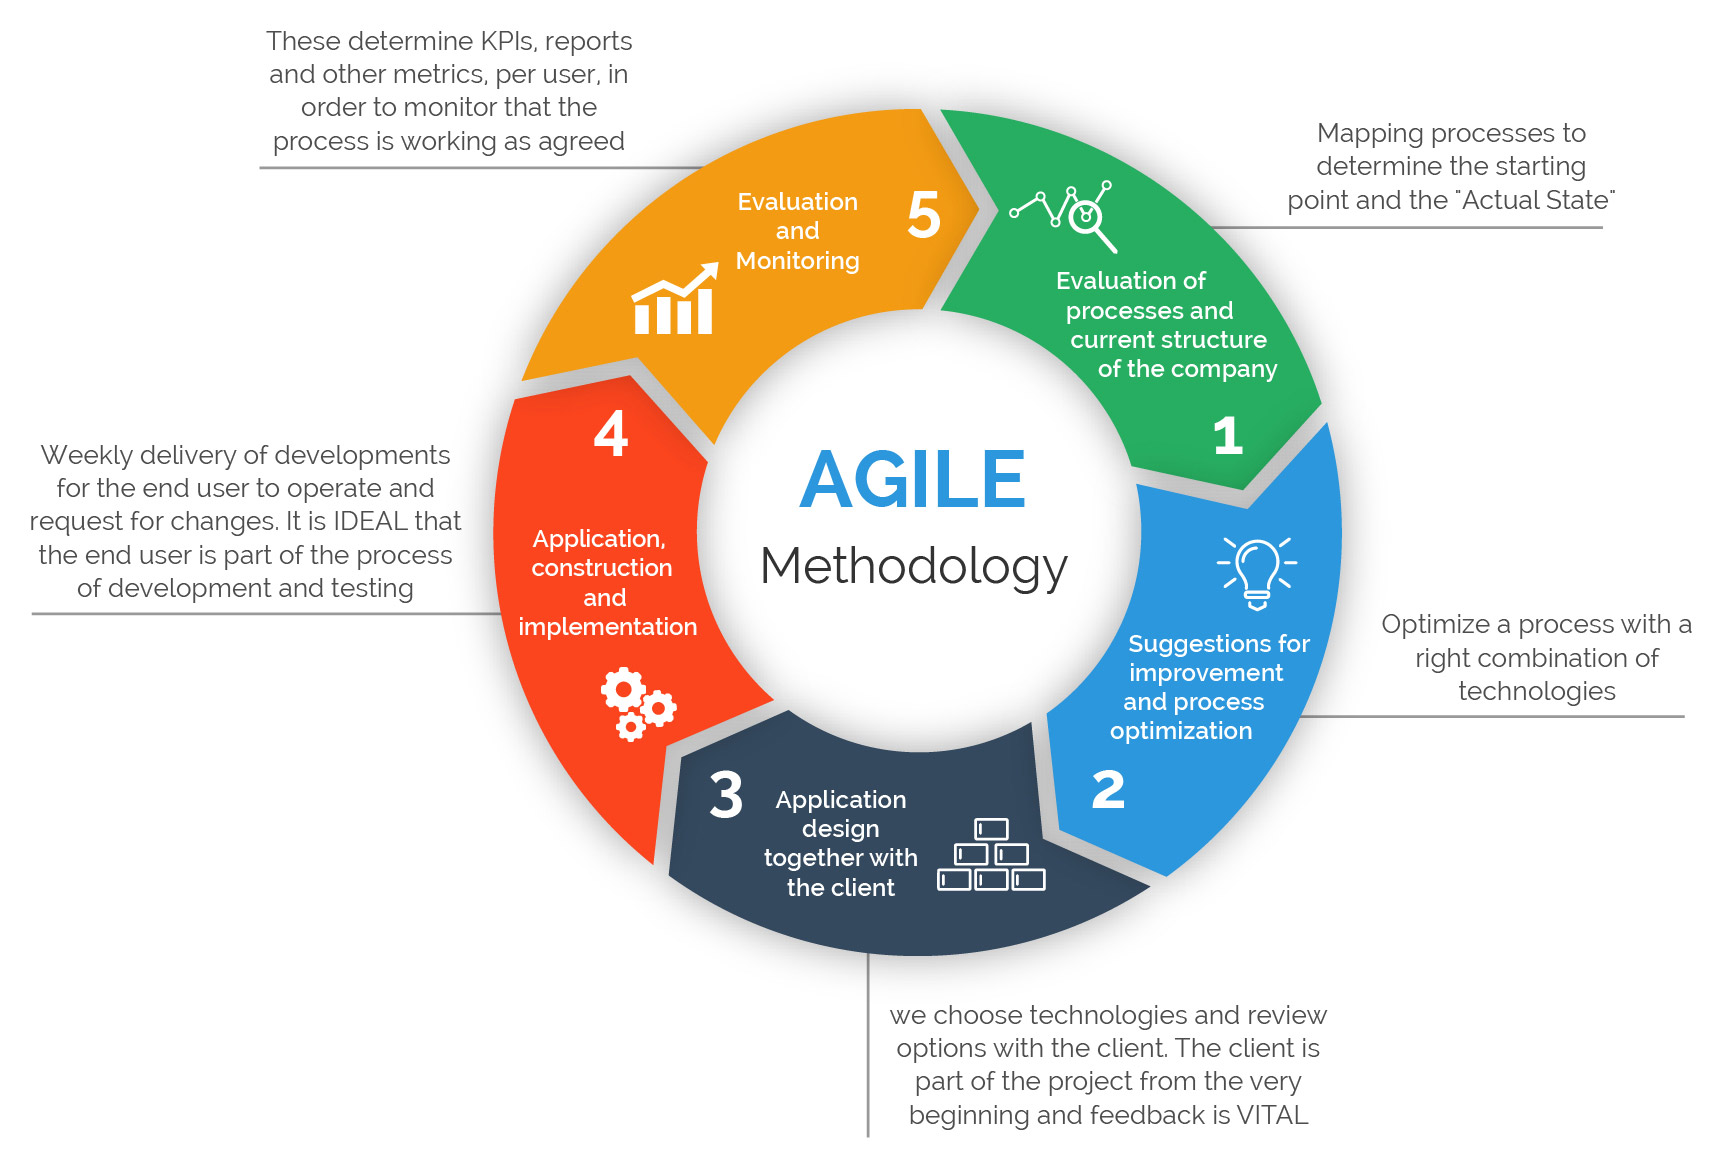 These determine KPIs, reports
and other metrics, per user, in
order to monitor that the
process is working as agreed
Mapping processes to
determine the starting
point and the "Actual State"
5
Evaluation
and
Monitoring
Evaluation of
processes and
current structure
of the company
1
4
Weekly delivery of developments
for the end user to operate and
request for changes. It is IDEAL that
the end user is part of the process
of development and testing
Application,
construction
and
implementation
AGILE
Methodology
Suggestions for
improvement
and process
optimization
2
Optimize a process with a
right combination of
technologies
3
Application
design
together with
the client
we choose technologies and review
options with the client. The client is
part of the project from the very
beginning and feedback is VITAL